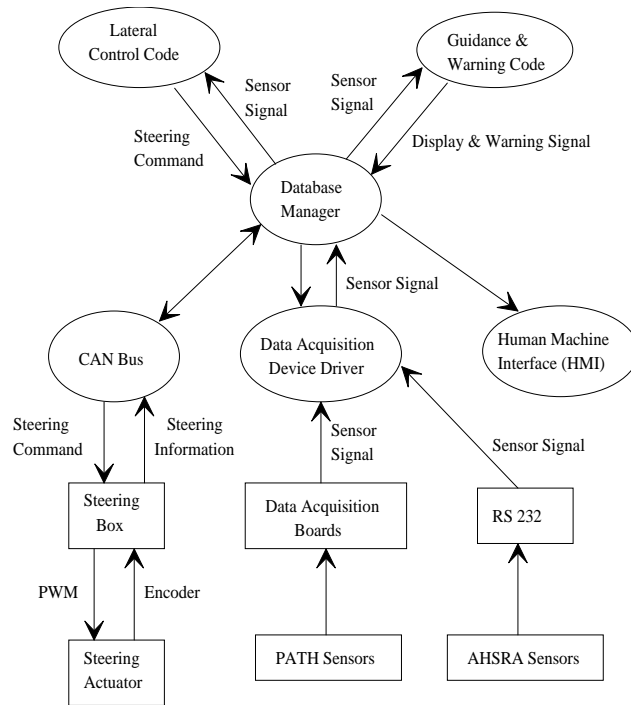 Lateral
Control Code
Guidance &
Warning Code
Sensor
Signal
Sensor
Signal
Steering
Command
Display & Warning Signal
Database
Manager
Sensor Signal
CAN Bus
Data Acquisition
Device Driver
Human Machine
Interface (HMI)
Steering
Command
Steering
Information
Sensor
Signal
Sensor Signal
Steering
Box
Data Acquisition
Boards
RS 232
PWM
Encoder
Steering
Actuator
PATH Sensors
AHSRA Sensors